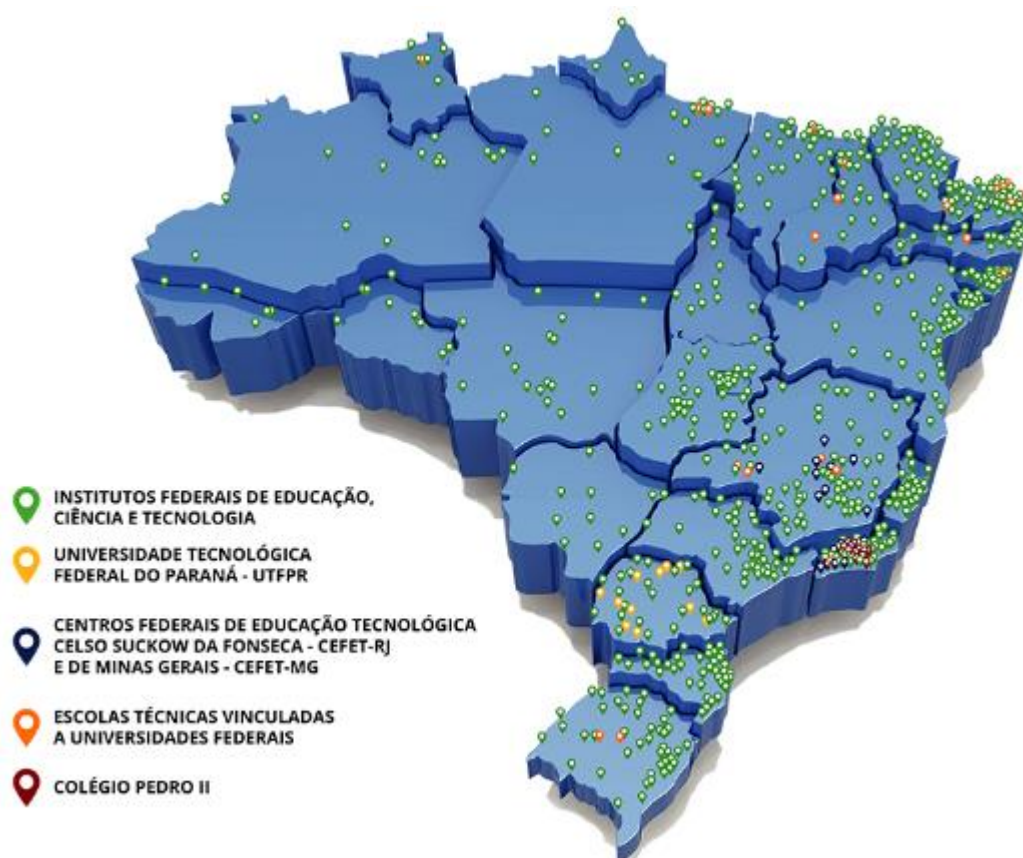 INSTITUTOS FEDERAIS DE EDUCAÇÃO,
CIÊNCIA E TECNOLOGIA
UNIVERSIDADE TECNOLÓGICA
FEDERAL DO PARANÁ - UTFPR
CENTROS FEDERAIS DE EDUCAÇÃO TECNOLÓGICA
CELSO SUCKOW DA FONSECA - CEFET-RJ
E DE MINAS GERAIS - CEFET-MG
ESCOLAS TÉCNICAS VINCULADAS
A UNIVERSIDADES FEDERAIS
COLÉGIO PEDRO II